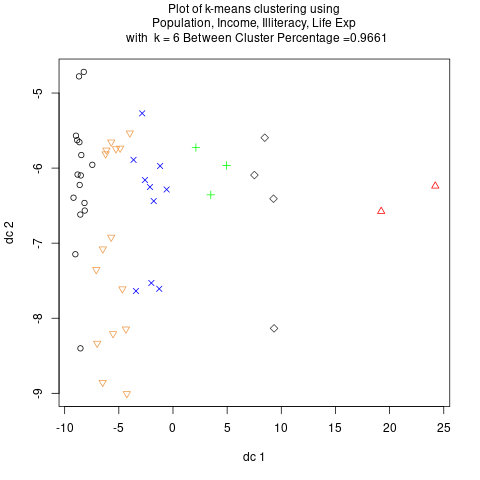 Plot of k-means clustering using
Population, Income, Illiteracy, Life Exp
with k = 6 Between Cluster Percentage =0.9661
-5
-6
-7
-8
-9
dc 2
-10
-5
0
5
10
15
20
25
dc 1